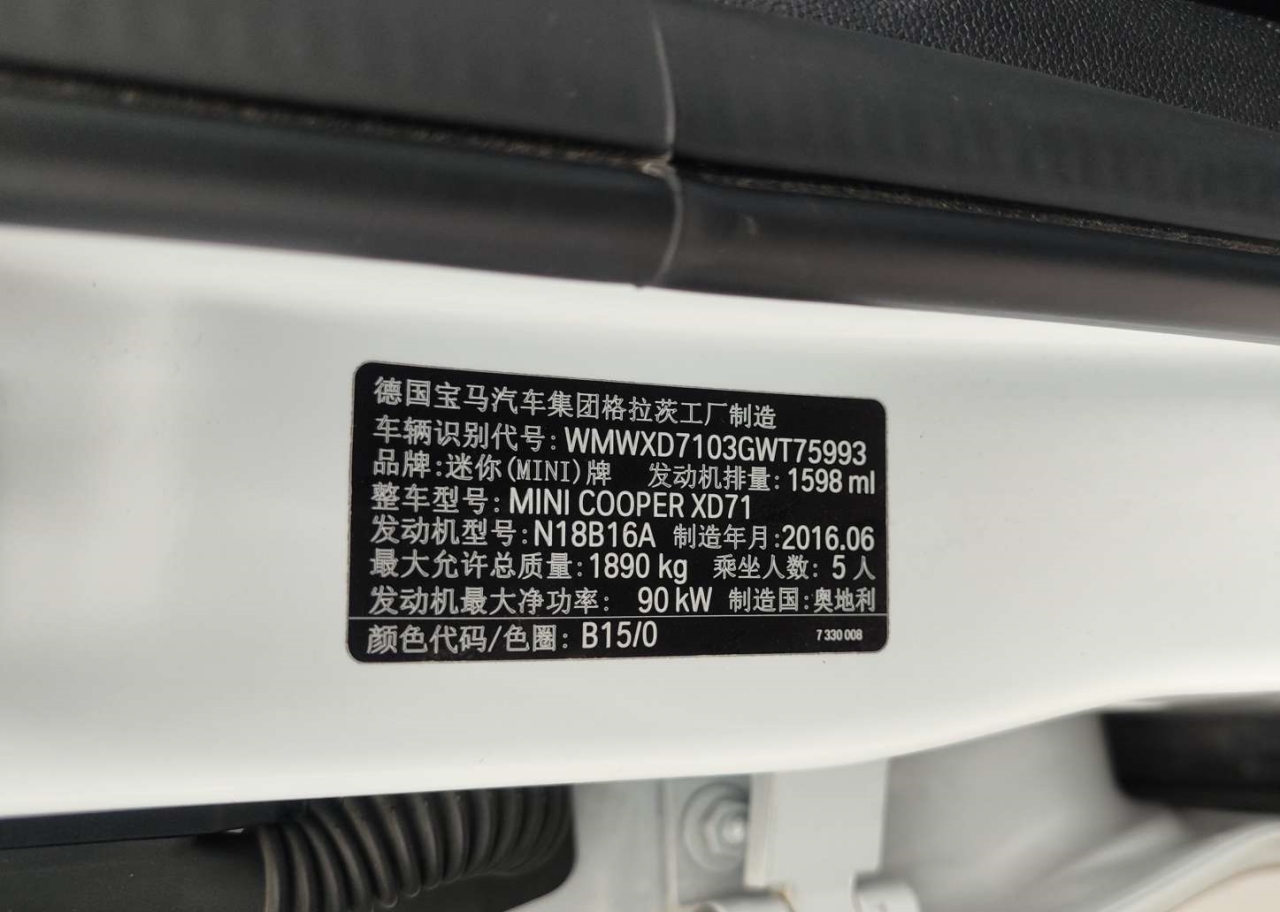 德国宝马汽车集团格拉茨工厂制造
车辆识别代号: WMWXD7103GWT75993
品牌:迷你(MINI)牌 发动机排量: 1598 ml
整车型号: MINI COOPER XD71
发动机型号: N18B16A 制造年月:2016.06
最大允许总质量:1890 kg 乘坐人数: 5 人
发动机最大净功率: 90 kW 制造国:奥地利
颜色代码/色圈: B15/0 7 330 008